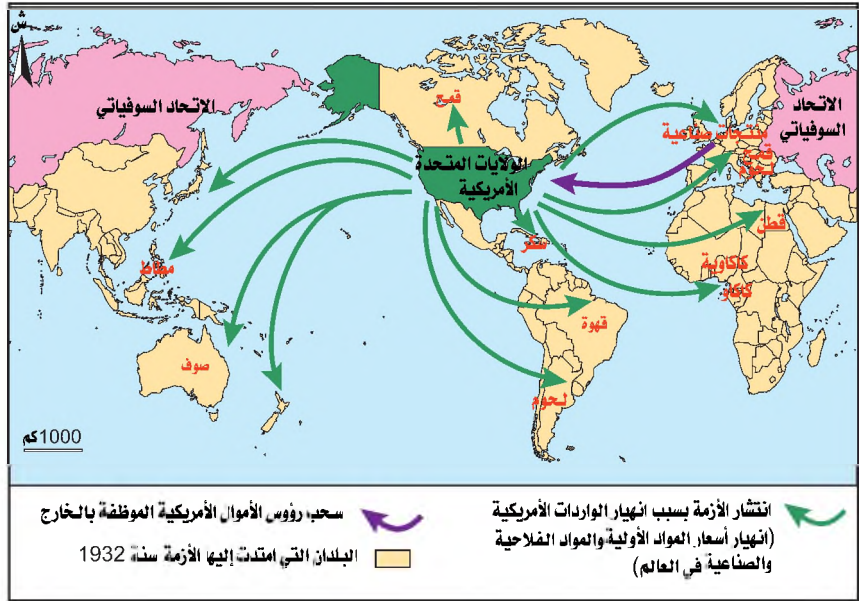 ش
الاتحاد السوفياتي
الاتحاد
السوفياتي
قمح
الولايات المتحدة
الأمريكية
منتجات صناعية
قمح
لحوم
سكر
قطن
كاكاوية
كاكاو
مطاط
قهوة
صوف
لحوم
1000كم
انتشار الأزمة بسبب انهيار الواردات الأمريكية
(انهيار أسعار المواد الأولية والمواد الفلاحية
والصناعية في العالم)
سحب رؤوس الأموال الأمريكية الموظفة بالخارج
البلدان التي امتدت إليها الأزمة سنة 1932